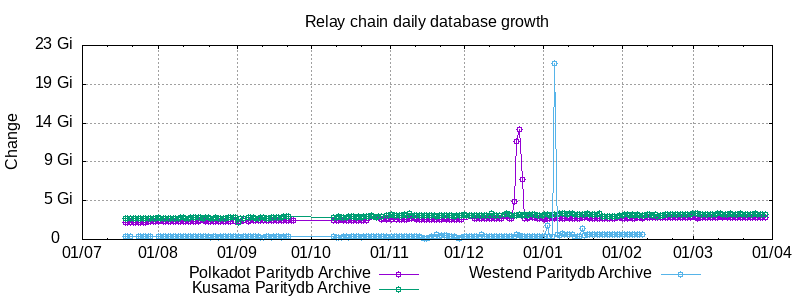 Relay chain daily database growth
Change
23 Gi
19 Gi
14 Gi
9 Gi
5 Gi
0
01/07 01/08 01/09 01/10 01/11 01/12 01/01 01/02 01/03 01/04
Polkadot Paritydb Archive Westend Paritydb Archive
Kusama Paritydb Archive